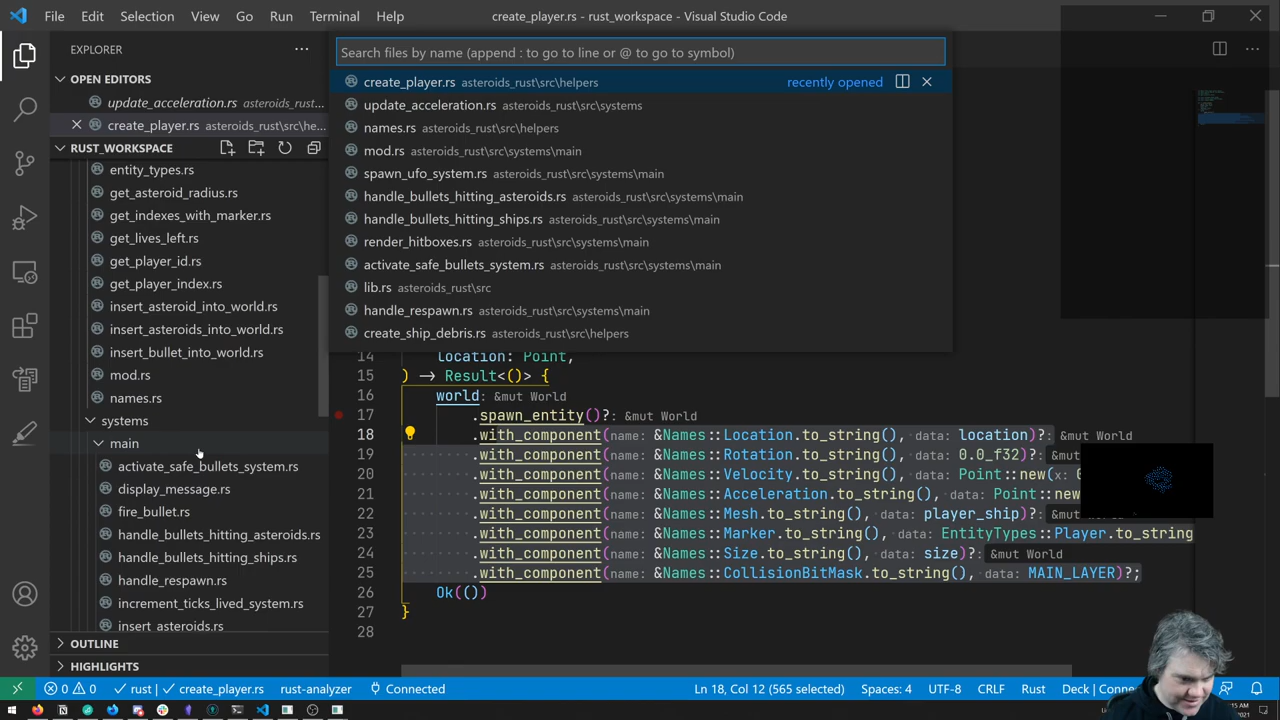 File Edit Selection View Go Run Terminal Help create_player.rs - rust_workspace - Visual Studio Code
EXPLORER
OPEN EDITORS
update_acceleration.rs asteroids_rust...
create_player.rs asteroids_rust\src\he...
RUST_WORKSPACE
entity_types.rs
get_asteroid_radius.rs
get_indexes_with_marker.rs
get_lives_left.rs
get_player_id.rs
get_player_index.rs
insert_asteroid_into_world.rs
insert_asteroids_into_world.rs
insert_bullet_into_world.rs
mod.rs
names.rs
systems
main
activate_safe_bullets_system.rs
display_message.rs
fire_bullet.rs
handle_bullets_hitting_asteroids.rs
handle_bullets_hitting_ships.rs
handle_respawn.rs
increment_ticks_lived_system.rs
insert_asteroids.rs
OUTLINE
HIGHLIGHTS
Search files by name (append : to go to line or @ to go to symbol)
create_player.rs asteroids_rust\src\helpers recently opened
update_acceleration.rs asteroids_rust\src\systems
names.rs asteroids_rust\src\helpers
mod.rs asteroids_rust\src\systems\main
spawn_ufo_system.rs asteroids_rust\src\systems\main
handle_bullets_hitting_asteroids.rs asteroids_rust\src\systems\main
handle_bullets_hitting_ships.rs asteroids_rust\src\systems\main
render_hitboxes.rs asteroids_rust\src\systems\main
activate_safe_bullets_system.rs asteroids_rust\src\systems\main
lib.rs asteroids_rust\src
handle_respawn.rs asteroids_rust\src\systems\main
create_ship_debris.rs asteroids_rust\src\helpers
14 location: Point,
15 ) → Result<()> {
16 world: &mut World
17 .spawn_entity()?: &mut World
18 .with_component(name: &Names::Location.to_string(), data: location)?: &mut World
19 .with_component(name: &Names::Rotation.to_string(), data: 0.0_f32)?: &mut
20 .with_component(name: &Names::Velocity.to_string(), data: Point::new(x: 0
21 .with_component(name: &Names::Acceleration.to_string(), data: Point::new
22 .with_component(name: &Names::Mesh.to_string(), data: player_ship)?: &mut World
23 .with_component(name: &Names::Marker.to_string(), data: EntityTypes::Player.to_string
24 .with_component(name: &Names::Size.to_string(), data: size)?: &mut World
25 .with_component(name: &Names::CollisionBitMask.to_string(), data: MAIN_LAYER)?;
26 Ok(())
27 }
28
0 0 rust create_player.rs rust-analyzer Connected Ln 18, Col 12 (565 selected) Spaces: 4 UTF-8 CRLF Rust Deck | Conne